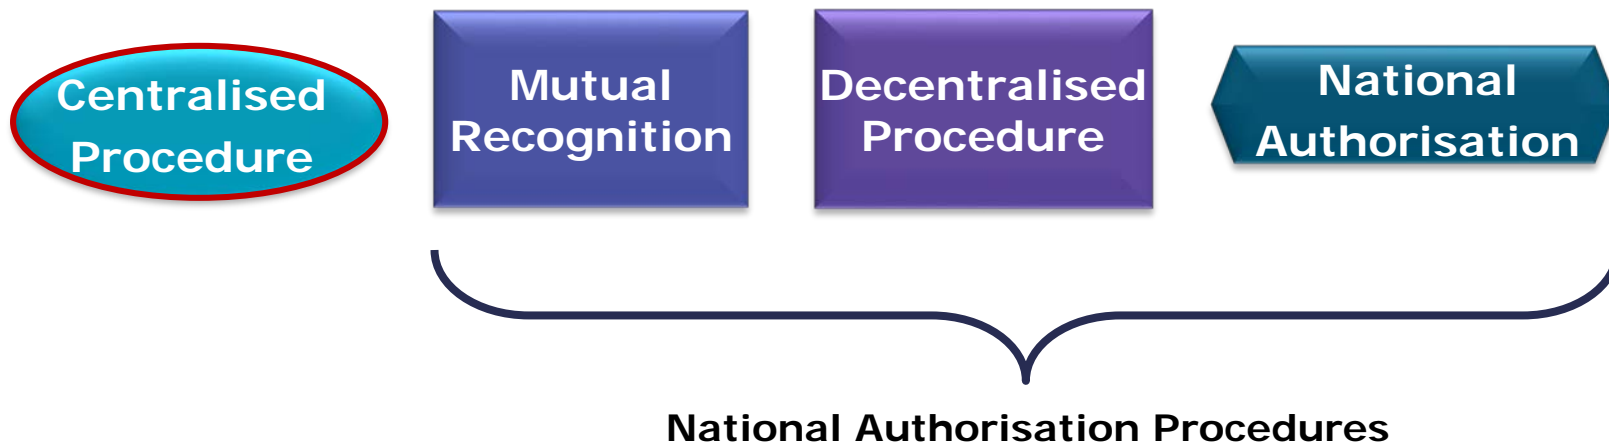 Centralised
Procedure
Mutual
Recognition
Decentralised
Procedure
National
Authorisation
National Authorisation Procedures